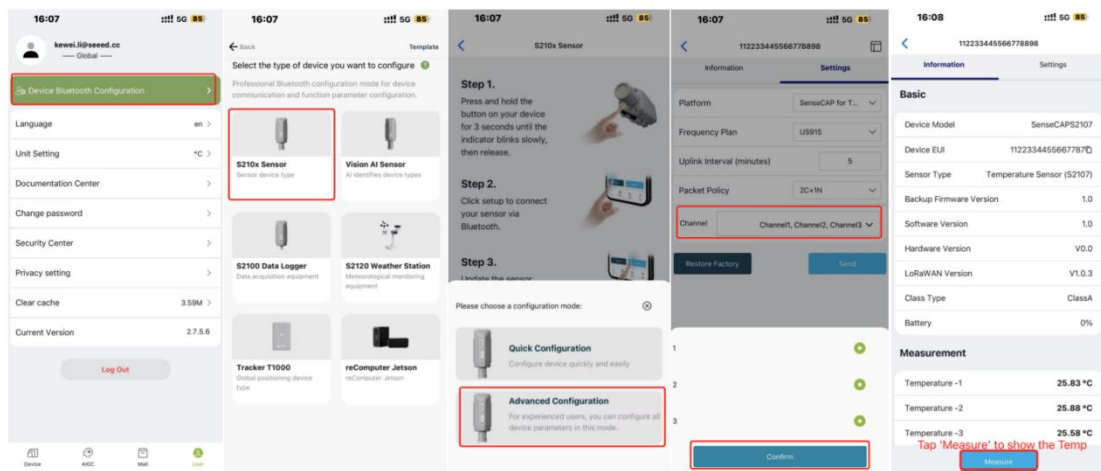 16:07
5G 85
kewei.li@seeed.cc
Global
Device Bluetooth Configuration
Language
en
Unit Setting
°C
Documentation Center
Change password
Security Center
Privacy setting
Clear cache
3.59M
Current Version
2.7.5.6
Log Out
Device
AIGC
Mail
User
16:07
5G 85
Back
Template
Select the type of device you want to configure
Professional Bluetooth configuration mode for device
communication and function parameter configuration.
S210x Sensor
Sensor device type
Vision AI Sensor
AI identifies device types
S2100 Data Logger
Data acquisition equipment
S2120 Weather Station
Meteorological monitoring
equipment
Tracker T1000
Global positioning device
type
reComputer Jetson
reComputer Jetson
16:07
5G 85
S210x Sensor
Step 1.
Press and hold the
button on your device
for 3 seconds until the
indicator blinks slowly,
then release.
Step 2.
Click setup to connect
your sensor via
Bluetooth.
Step 3.
Update the sensor
Please choose a configuration mode:
Quick Configuration
Configure device quickly and easily
Advanced Configuration
For experienced users, you can configure all
device parameters in this mode.
16:07
5G 85
112233445566778898
Information
Settings
Platform
SenseCAP for T...
Frequency Plan
US915
Uplink Interval (minutes)
5
Packet Policy
2C+1N
Channel
Channel1, Channel2, Channel3
Restore Factory
Send
1
2
3
Confirm
16:08
5G 85
112233445566778898
Information
Settings
Basic
Device Model
SenseCAPS2107
Device EUI
1122334455667787
Sensor Type
Temperature Sensor (S2107)
Backup Firmware Version
1.0
Software Version
1.0
Hardware Version
V0.0
LoRaWAN Version
V1.0.3
Class Type
ClassA
Battery
0%
Measurement
Temperature -1
25.83 °C
Temperature -2
25.88 °C
Temperature -3
25.58 °C
Tap 'Measure' to show the Temp
Measure